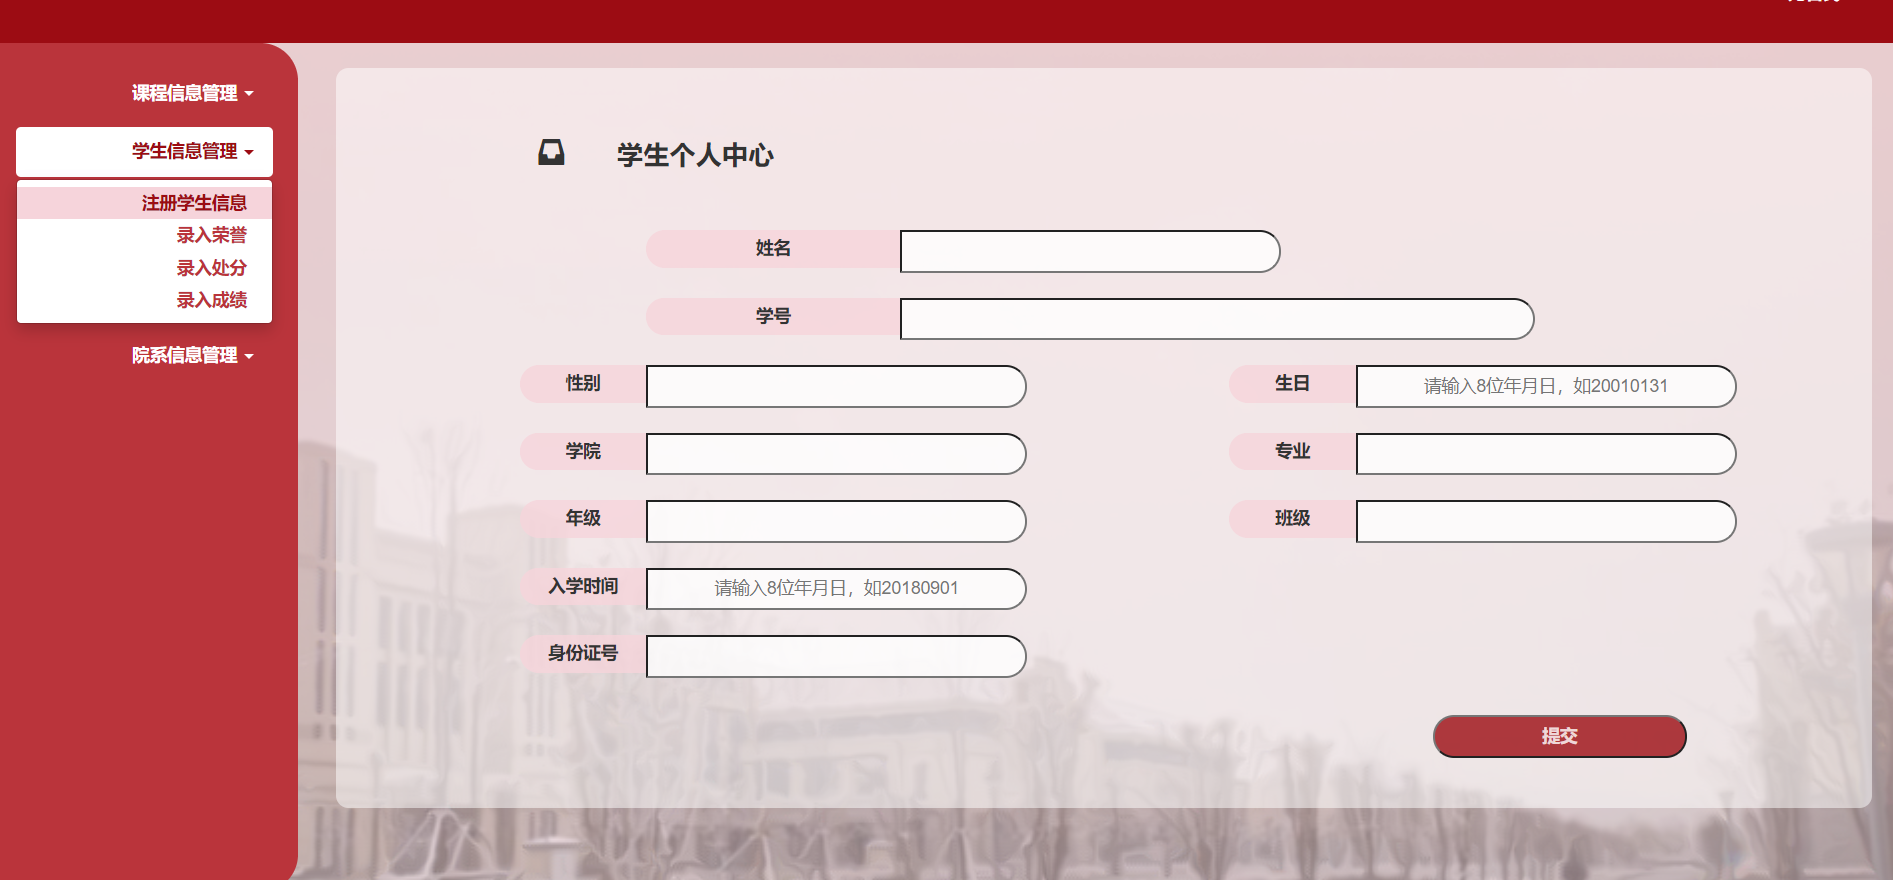 课程信息管理
学生信息管理
注册学生信息
录入荣誉
录入处分
录入成绩
院系信息管理
学生个人中心
姓名
学号
性别
生日 请输入8位年月日，如20010131
学院
专业
年级
班级
入学时间 请输入8位年月日，如20180901
身份证号
提交